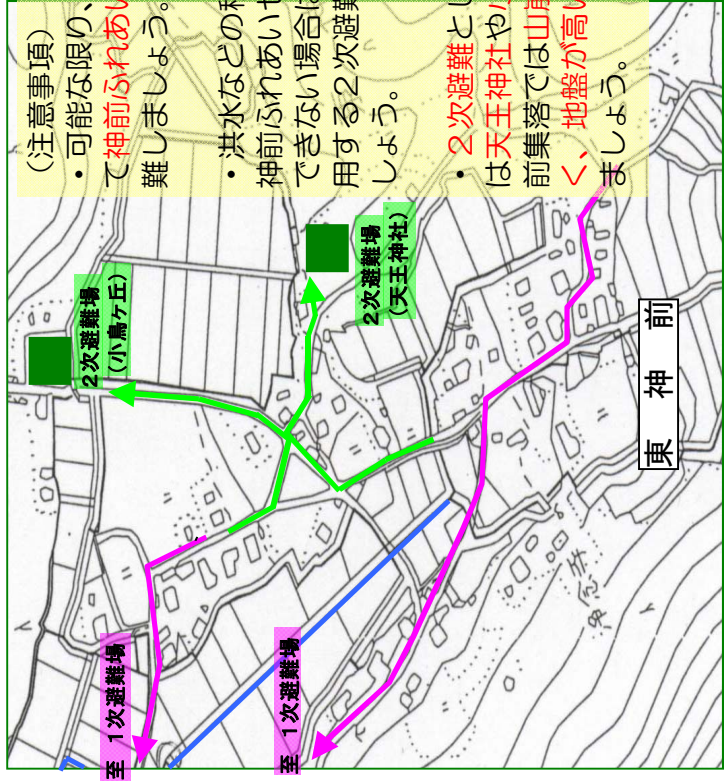 (注意事項)
・可能な限り、
て神前ふれあい
難しましょう。
・洪水などの
神前ふれあいセ
できない場合に
用する2次避難
しょう。
・2次避難とし
は天王神社や小
前集落では山
く、地盤が高い
ましょう。
2次避難場
(小鳥ヶ丘)
2次避難場
(天王神社)
至 1次避難場
至 1次避難場
東神前